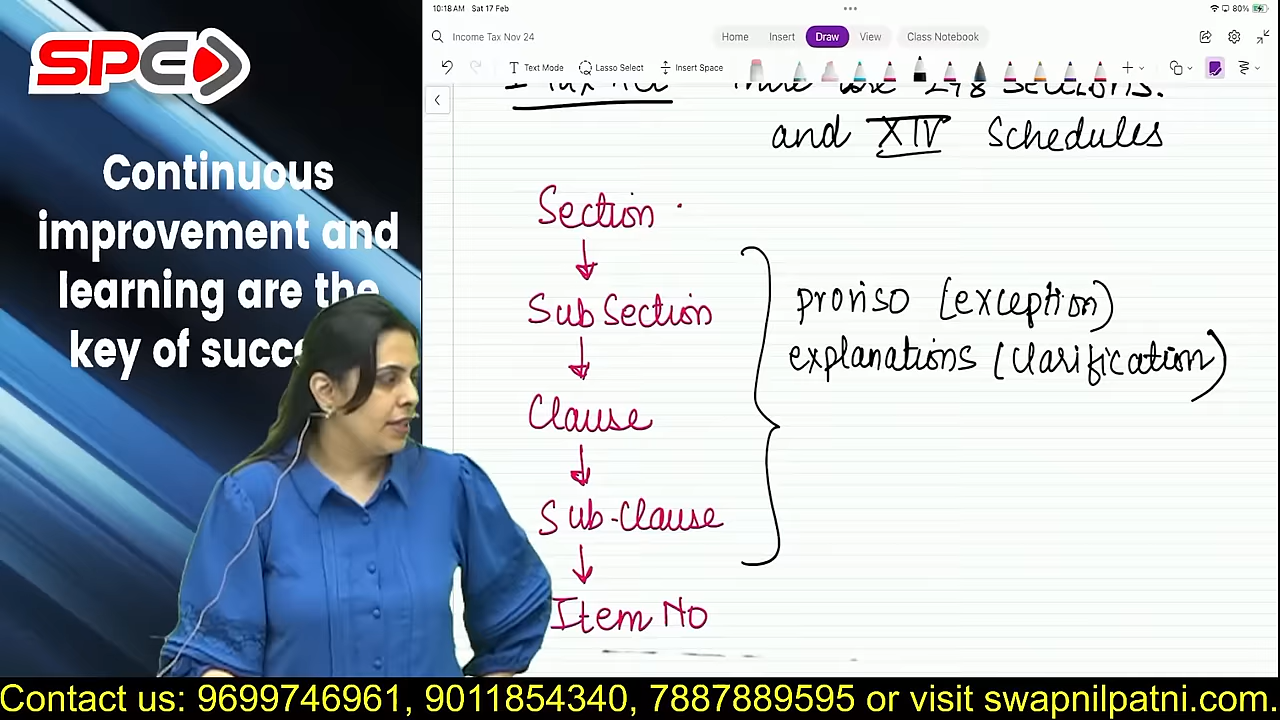 10:18 AM Sat 17 Feb
80%
Income Tax Nov 24
Home Insert Draw View Class Notebook
Text Mode Lasso Select Insert Space
SPE
Continuous
improvement and
learning are the
key of succe
298 Sections.
and XIV Schedules
Section
Sub Section
Clause
Sub-Clause
Item No
proviso (exception)
explanations (clarification)
Contact us: 9699746961, 9011854340, 7887889595 or visit swapnilpatni.com.